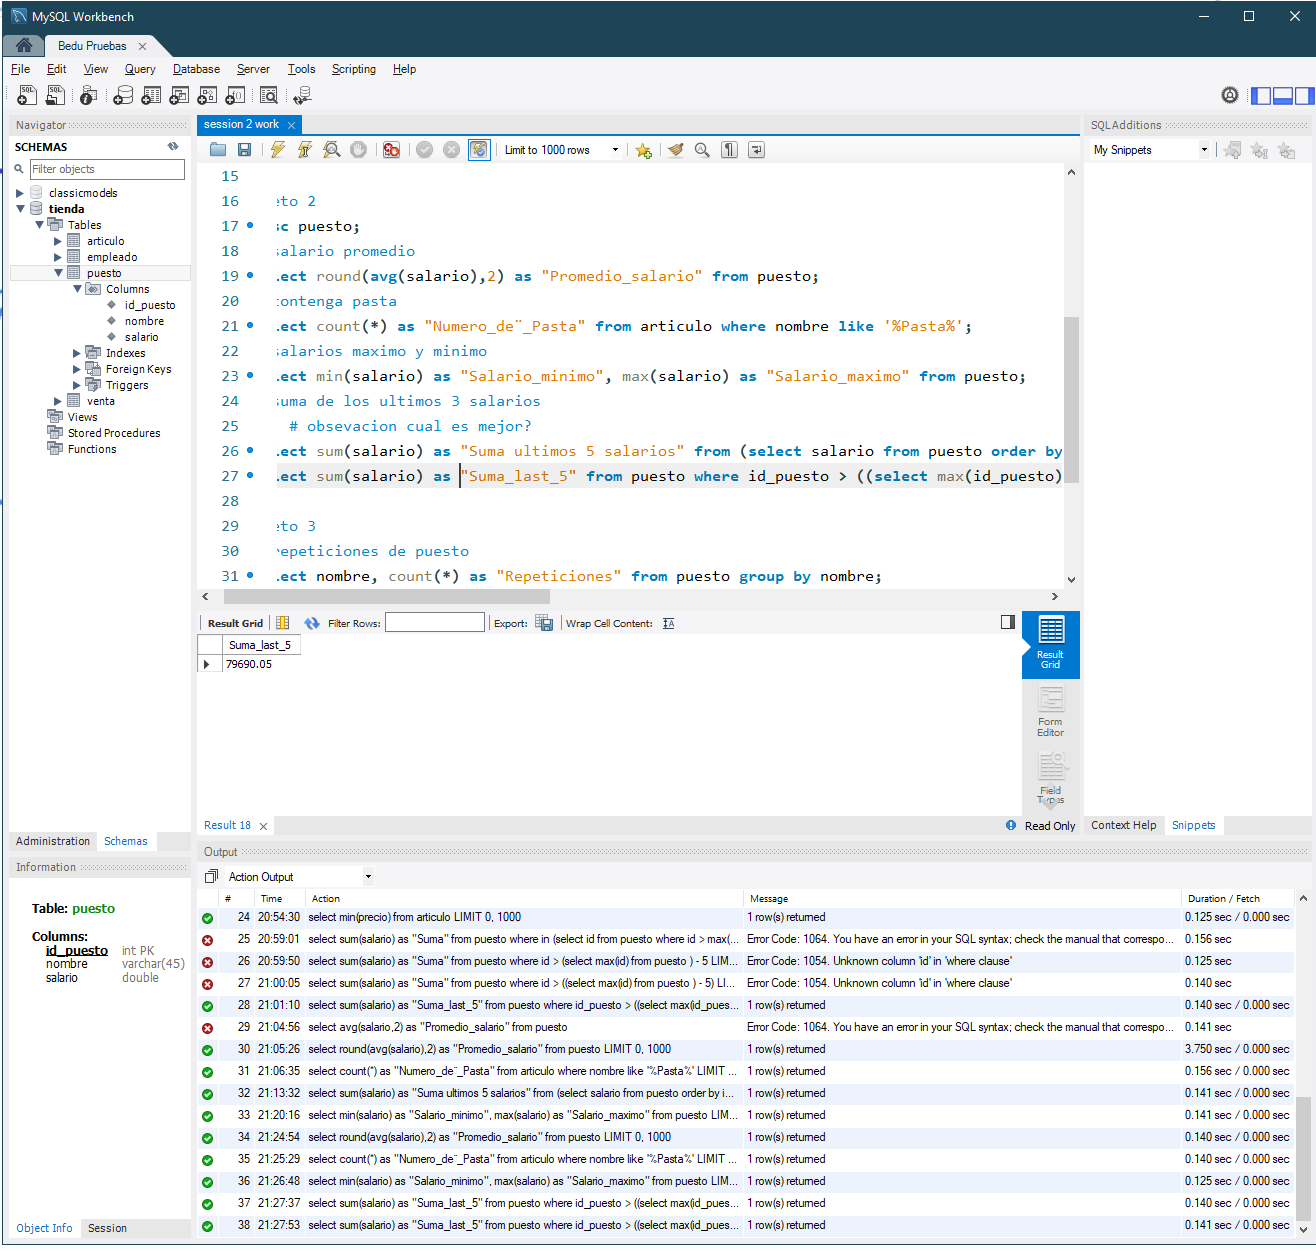 MySQL Workbench
Bedu Pruebas
File Edit View Query Database Server Tools Scripting Help
Navigator
SCHEMAS
Filter objects
classicmodels
tienda
Tables
articulo
empleado
puesto
Columns
id_puesto
nombre
salario
Indexes
Foreign Keys
Triggers
venta
Views
Stored Procedures
Functions
Administration Schemas
Information
Table: puesto
Columns:
id_puesto int PK
nombre varchar(45)
salario double
Object Info Session
session 2 work
Limit to 1000 rows
15
16 eto 2
17 sc puesto;
18 salario promedio
19 lect round(avg(salario),2) as "Promedio_salario" from puesto;
20 contenga pasta
21 lect count(*) as "Numero_de¨_Pasta" from articulo where nombre like '%Pasta%';
22 salarios maximo y minimo
23 lect min(salario) as "Salario_minimo", max(salario) as "Salario_maximo" from puesto;
24 suma de los ultimos 3 salarios
25 # obsevacion cual es mejor?
26 lect sum(salario) as "Suma ultimos 5 salarios" from (select salario from puesto order by
27 lect sum(salario) as "Suma_last_5" from puesto where id_puesto > ((select max(id_puesto)
28
29 eto 3
30 repeticiones de puesto
31 lect nombre, count(*) as "Repeticiones" from puesto group by nombre;
Result Grid Filter Rows: Export: Wrap Cell Content:
Suma_last_5
79690.05
Result Grid
Form Editor
Field Types
Result 18
Read Only
SQLAdditions
My Snippets
Context Help Snippets
Output
Action Output
# Time Action Message Duration / Fetch
24 20:54:30 select min(precio) from articulo LIMIT 0, 1000 1 row(s) returned 0.125 sec / 0.000 sec
25 20:59:01 select sum(salario) as "Suma" from puesto where in (select id from puesto where id > max(... Error Code: 1064. You have an error in your SQL syntax; check the manual that correspo... 0.156 sec
26 20:59:50 select sum(salario) as "Suma" from puesto where id > (select max(id) from puesto ) - 5 LIM... Error Code: 1054. Unknown column 'id' in 'where clause' 0.125 sec
27 21:00:05 select sum(salario) as "Suma" from puesto where id > ((select max(id) from puesto ) - 5) LI... Error Code: 1054. Unknown column 'id' in 'where clause' 0.140 sec
28 21:01:10 select sum(salario) as "Suma_last_5" from puesto where id_puesto > ((select max(id_pues... 1 row(s) returned 0.140 sec / 0.000 sec
29 21:04:56 select avg(salario,2) as "Promedio_salario" from puesto Error Code: 1064. You have an error in your SQL syntax; check the manual that correspo... 0.141 sec
30 21:05:26 select round(avg(salario),2) as "Promedio_salario" from puesto LIMIT 0, 1000 1 row(s) returned 3.750 sec / 0.000 sec
31 21:06:35 select count(*) as "Numero_de¨_Pasta" from articulo where nombre like '%Pasta%' LIMIT ... 1 row(s) returned 0.156 sec / 0.000 sec
32 21:13:32 select sum(salario) as "Suma ultimos 5 salarios" from (select salario from puesto order by i... 1 row(s) returned 0.141 sec / 0.000 sec
33 21:20:16 select min(salario) as "Salario_minimo", max(salario) as "Salario_maximo" from puesto LIM... 1 row(s) returned 0.141 sec / 0.000 sec
34 21:24:54 select round(avg(salario),2) as "Promedio_salario" from puesto LIMIT 0, 1000 1 row(s) returned 0.140 sec / 0.000 sec
35 21:25:29 select count(*) as "Numero_de¨_Pasta" from articulo where nombre like '%Pasta%' LIMIT ... 1 row(s) returned 0.140 sec / 0.000 sec
36 21:26:48 select min(salario) as "Salario_minimo", max(salario) as "Salario_maximo" from puesto LIM... 1 row(s) returned 0.125 sec / 0.000 sec
37 21:27:37 select sum(salario) as "Suma_last_5" from puesto where id_puesto > ((select max(id_pues... 1 row(s) returned 0.140 sec / 0.000 sec
38 21:27:53 select sum(salario) as "Suma_last_5" from puesto where id_puesto > ((select max(id_pues... 1 row(s) returned 0.141 sec / 0.000 sec